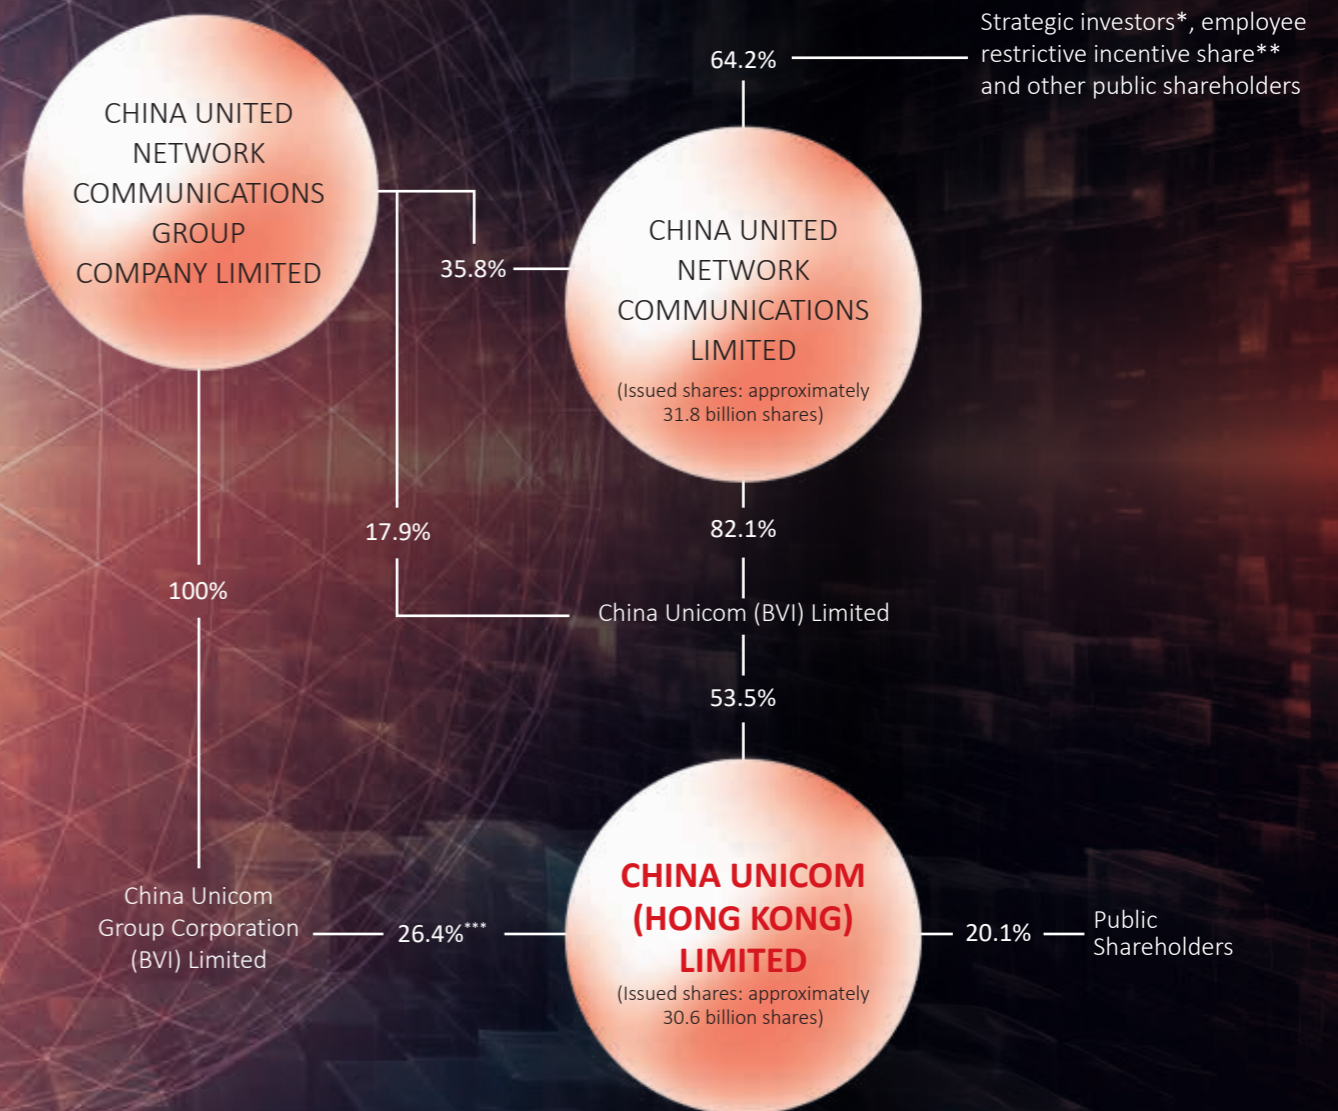 Strategic investors*, employee
restrictive incentive share**
and other public shareholders
64.2%
CHINA UNITED
NETWORK
COMMUNICATIONS
GROUP
COMPANY LIMITED
35.8%
CHINA UNITED
NETWORK
COMMUNICATIONS
LIMITED
(Issued shares: approximately
31.8 billion shares)
17.9%
82.1%
100%
China Unicom (BVI) Limited
53.5%
China Unicom
Group Corporation
(BVI) Limited
26.4%***
CHINA UNICOM
(HONG KONG)
LIMITED
(Issued shares: approximately
30.6 billion shares)
20.1%
Public
Shareholders